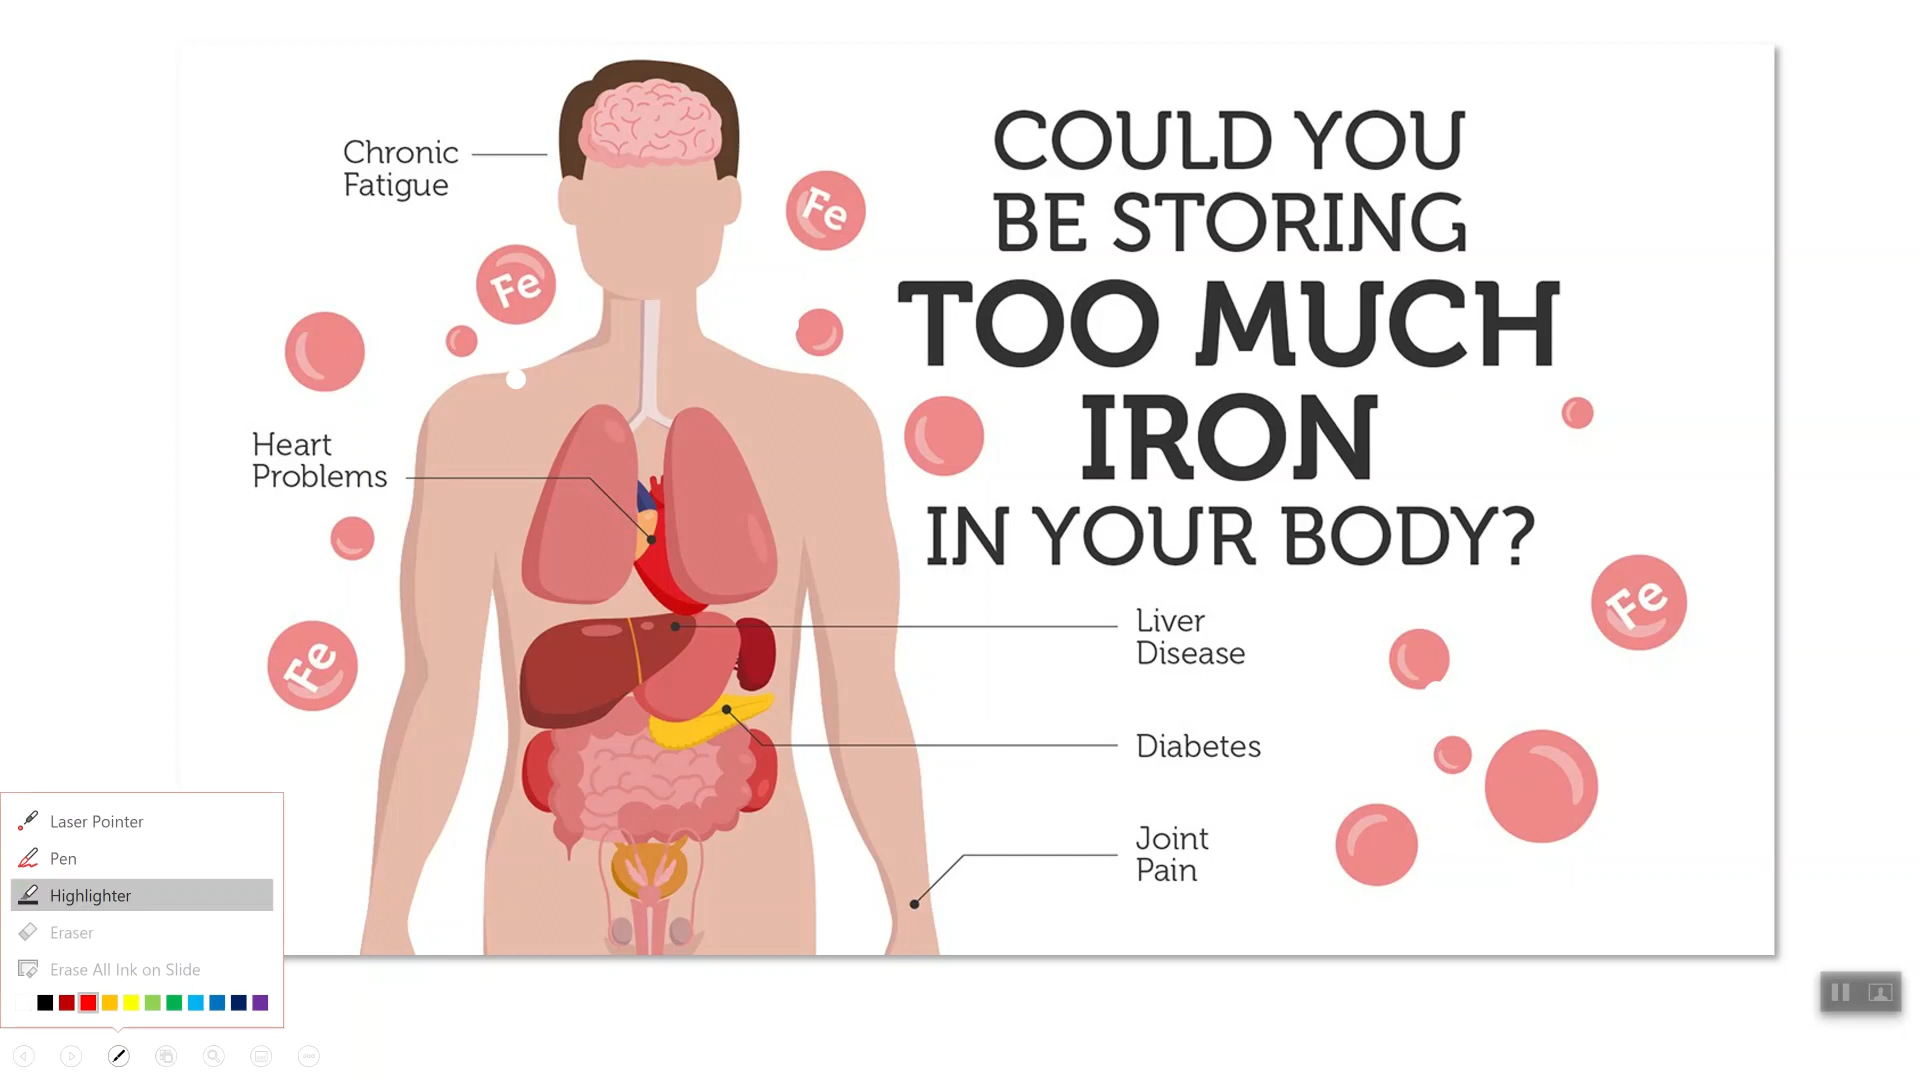 Chronic
Fatigue
Fe
Fe
COULD YOU
BE STORING
TOO MUCH
IRON
IN YOUR BODY?
Heart
Problems
Fe
Fe
Liver
Disease
Diabetes
Joint
Pain
Laser Pointer
Pen
Highlighter
Eraser
Erase All Ink on Slide